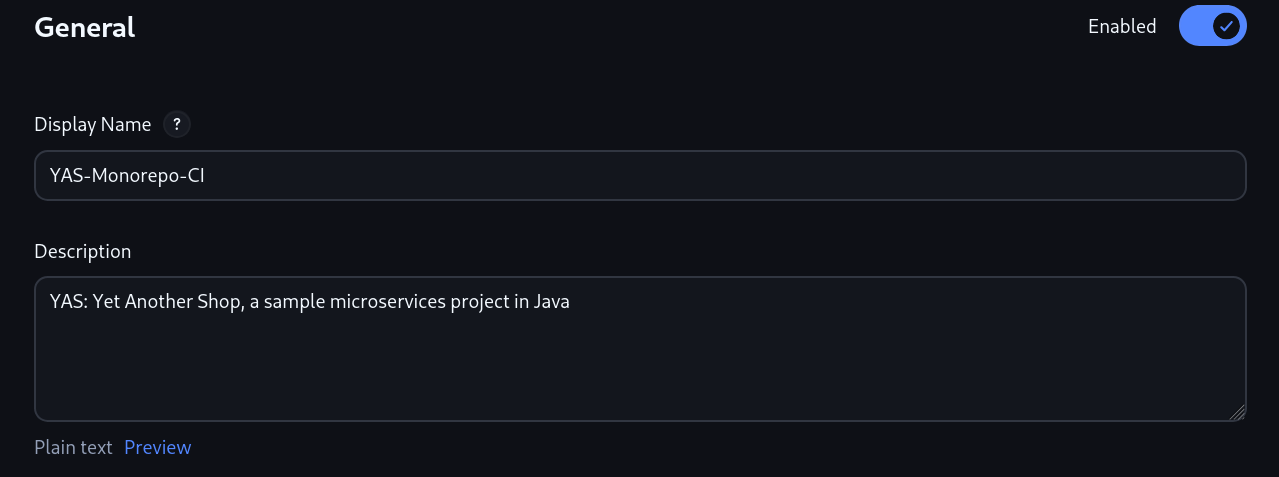 General
Enabled
Display Name ?
YAS-Monorepo-CI
Description
YAS: Yet Another Shop, a sample microservices project in Java
Plain text Preview